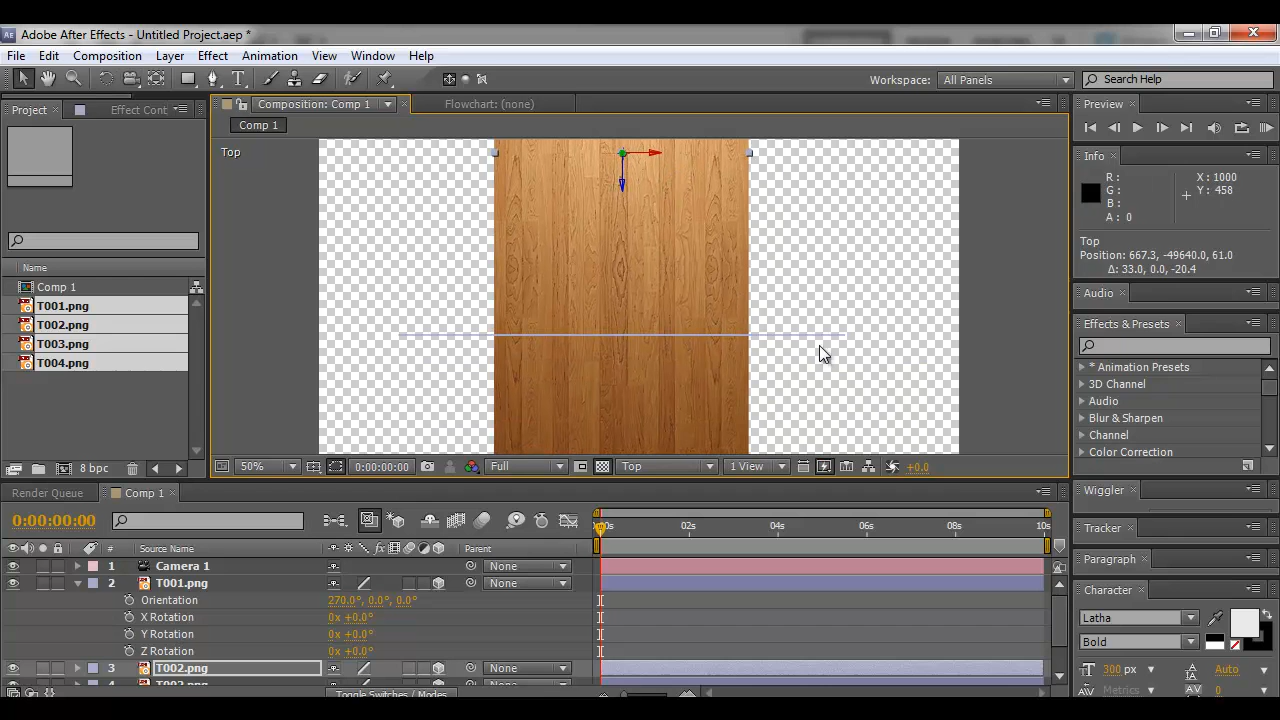 Adobe After Effects - Untitled Project.aep *
File Edit Composition Layer Effect Animation View Window Help
Workspace: All Panels Search Help
Project Effect Cont Composition: Comp 1 Flowchart: (none) Preview
Comp 1
Top
Info
R :
G :
B :
A : 0
X : 1000
Y : 458
Top
Position: 667.3, -49640.0, 61.0
Δ: 33.0, 0.0, -20.4
Name
Comp 1
T001.png
T002.png
T003.png
T004.png
Audio
Effects & Presets
* Animation Presets
3D Channel
Audio
Blur & Sharpen
Channel
Color Correction
8 bpc 50% 0:00:00:00 Full Top 1 View +0.0
Render Queue Comp 1
0:00:00:00
02s 04s 06s 08s 10s
# Source Name Parent
1 Camera 1 None
2 T001.png None
Orientation 270.0°, 0.0°, 0.0°
X Rotation 0x +0.0°
Y Rotation 0x +0.0°
Z Rotation 0x +0.0°
3 T002.png None
Toggle Switches / Modes
Wiggler
Tracker
Paragraph
Character
Latha
Bold
300 px Auto
Metrics 0